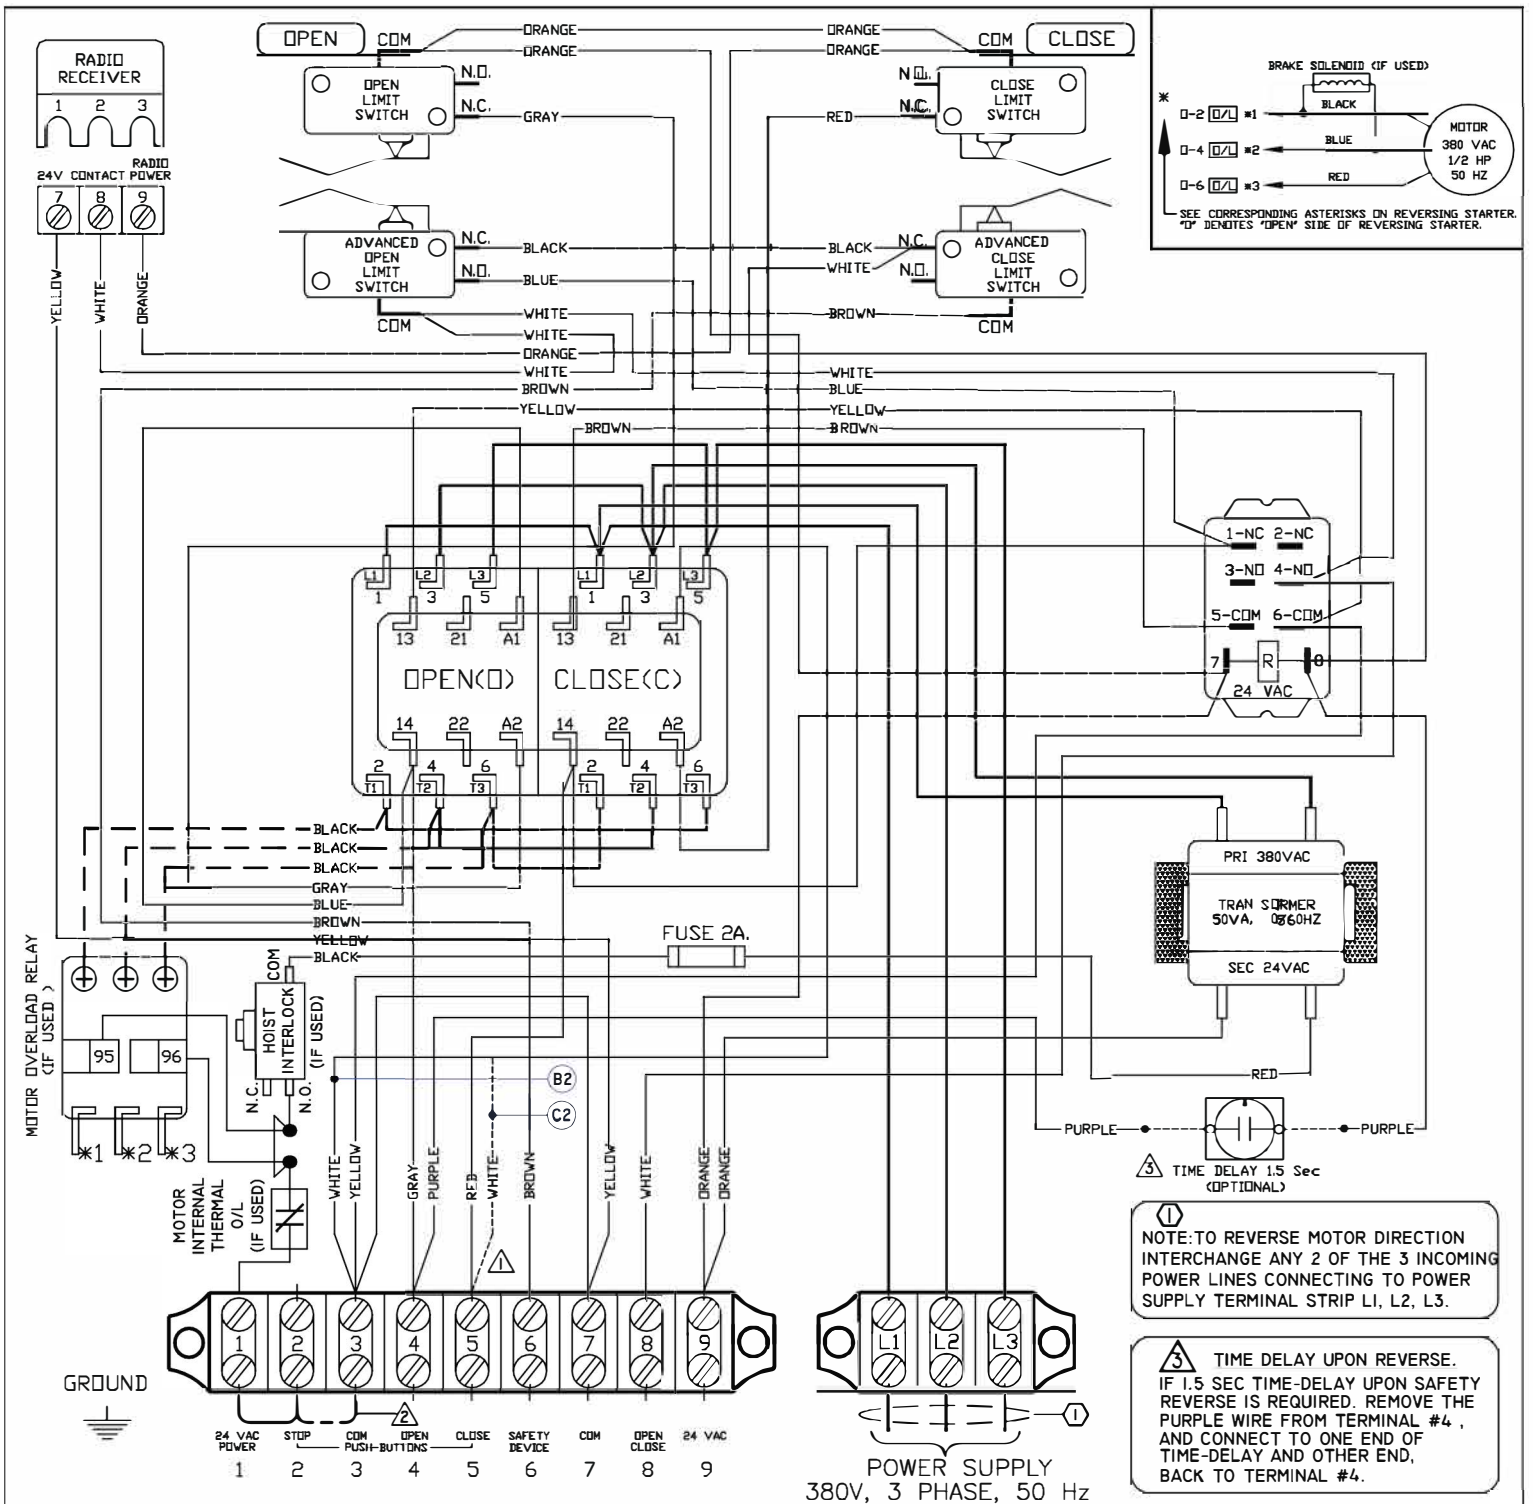 RADIO
RECEIVER
1 2 3
24V CONTACT RADIO POWER
7 8 9
YELLOW
WHITE
ORANGE
OPEN
COM
ORANGE
ORANGE
ORANGE
ORANGE
COM
CLOSE
OPEN
LIMIT
SWITCH
N.O.
N.C.
GRAY
RED
N.O.
N.C.
CLOSE
LIMIT
SWITCH
ADVANCED
OPEN
LIMIT
SWITCH
N.C.
N.O.
COM
BLACK
BLUE
BLACK
WHITE
N.C.
N.O.
ADVANCED
CLOSE
LIMIT
SWITCH
COM
WHITE
BROWN
WHITE
ORANGE
WHITE
WHITE
BROWN
BLUE
YELLOW
YELLOW
BROWN
BROWN
BRAKE SOLENOID (IF USED)
*
O-2 O/L *1
BLACK
O-4 O/L *2
BLUE
O-6 O/L *3
RED
MOTOR
380 VAC
1/2 HP
50 HZ
SEE CORRESPONDING ASTERISKS ON REVERSING STARTER.
"O" DENOTES "OPEN" SIDE OF REVERSING STARTER.
L1 L2 L3 L1 L2 L3
1 3 5 1 3 5
13 21 A1 13 21 A1
OPEN(O) CLOSE(C)
14 22 A2 14 22 A2
2 4 6 2 4 6
T1 T2 T3 T1 T2 T3
1-NC 2-NC
3-NO 4-NO
5-COM 6-COM
7 R 8
24 VAC
BLACK
BLACK
BLACK
GRAY
BLUE
BROWN
YELLOW
BLACK
FUSE 2A.
PRI 380VAC
TRAN SORMER
50VA,
SEC 24VAC
RED
MOTOR OVERLOAD RELAY
(IF USED)
95 96
*1 *2 *3
COM
HOIST
INTERLOCK
(IF USED)
N.C.
N.O.
MOTOR
INTERNAL
THERMAL
O/L
(IF USED)
B2
C2
WHITE
YELLOW
GRAY
PURPLE
RED
WHITE
BROWN
YELLOW
WHITE
ORANGE
ORANGE
1
PURPLE
PURPLE
3 TIME DELAY 1.5 Sec
(OPTIONAL)
1
NOTE:TO REVERSE MOTOR DIRECTION
INTERCHANGE ANY 2 OF THE 3 INCOMING
POWER LINES CONNECTING TO POWER
SUPPLY TERMINAL STRIP L1, L2, L3.
3 TIME DELAY UPON REVERSE.
IF 1.5 SEC TIME-DELAY UPON SAFETY
REVERSE IS REQUIRED. REMOVE THE
PURPLE WIRE FROM TERMINAL #4 ,
AND CONNECT TO ONE END OF
TIME-DELAY AND OTHER END,
BACK TO TERMINAL #4.
1 2 3 4 5 6 7 8 9
L1 L2 L3
GROUND
2
1
24 VAC
POWER
STOP
COM
OPEN
CLOSE
PUSH-BUTTONS
SAFETY
DEVICE
COM
OPEN
CLOSE
24 VAC
1 2 3 4 5 6 7 8 9
POWER SUPPLY
380V, 3 PHASE, 50 Hz